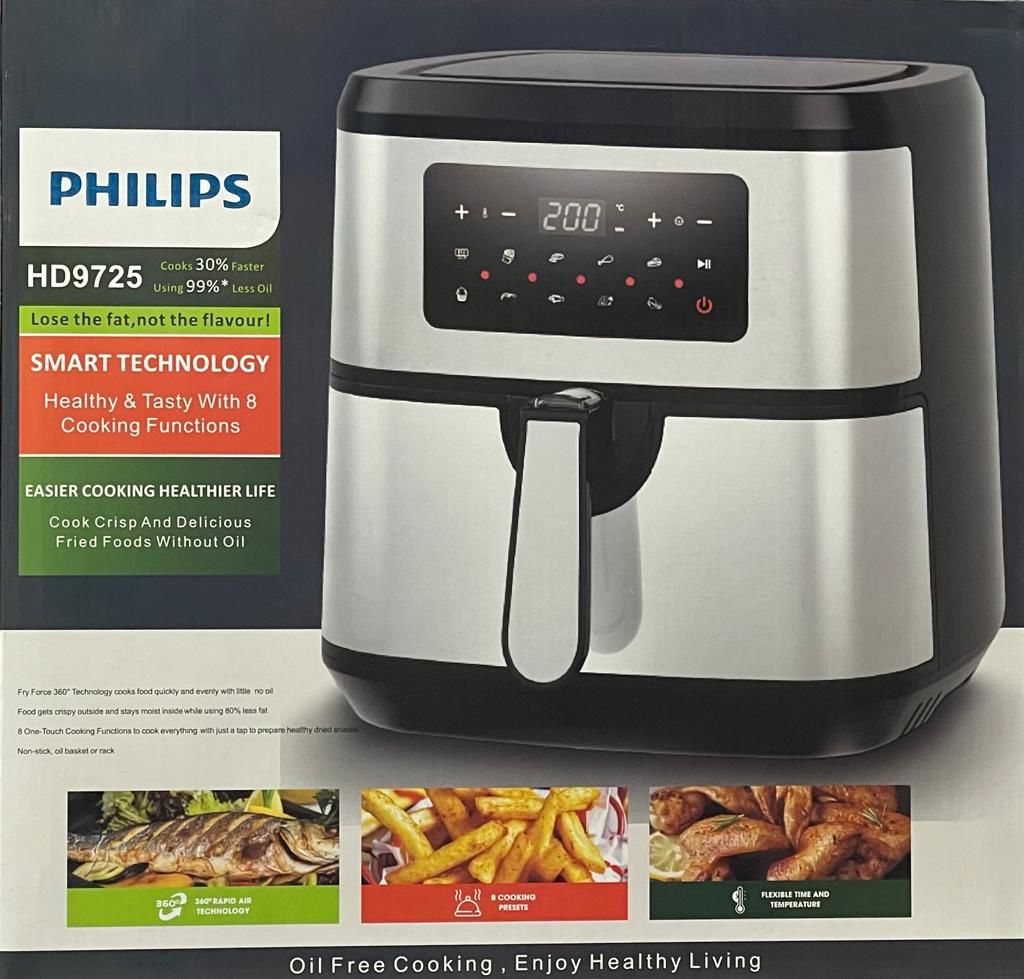 PHILIPS
HD9725
Cooks 30% Faster
Using 99%* Less Oil
Lose the fat,not the flavour!
SMART TECHNOLOGY
Healthy & Tasty With 8
Cooking Functions
EASIER COOKING HEALTHIER LIFE
Cook Crisp And Delicious
Fried Foods Without Oil
200 °C
Fry Force 360° Technology cooks food quickly and evenly with little no oil
Food gets crispy outside and stays moist inside while using 60% less fat
8 One-Touch Cooking Functions to cook everything with just a tap to prepare healthy dried snacks
Non-stick, oil basket or rack
360°
360° RAPID AIR
TECHNOLOGY
8 COOKING
PRESETS
FLEXIBLE TIME AND
TEMPERATURE
Oil Free Cooking , Enjoy Healthy Living